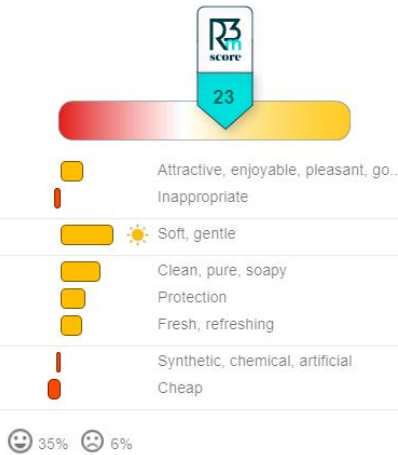 R3m
score
23
Attractive, enjoyable, pleasant, go...
Inappropriate
Soft, gentle
Clean, pure, soapy
Protection
Fresh, refreshing
Synthetic, chemical, artificial
Cheap
35% 6%